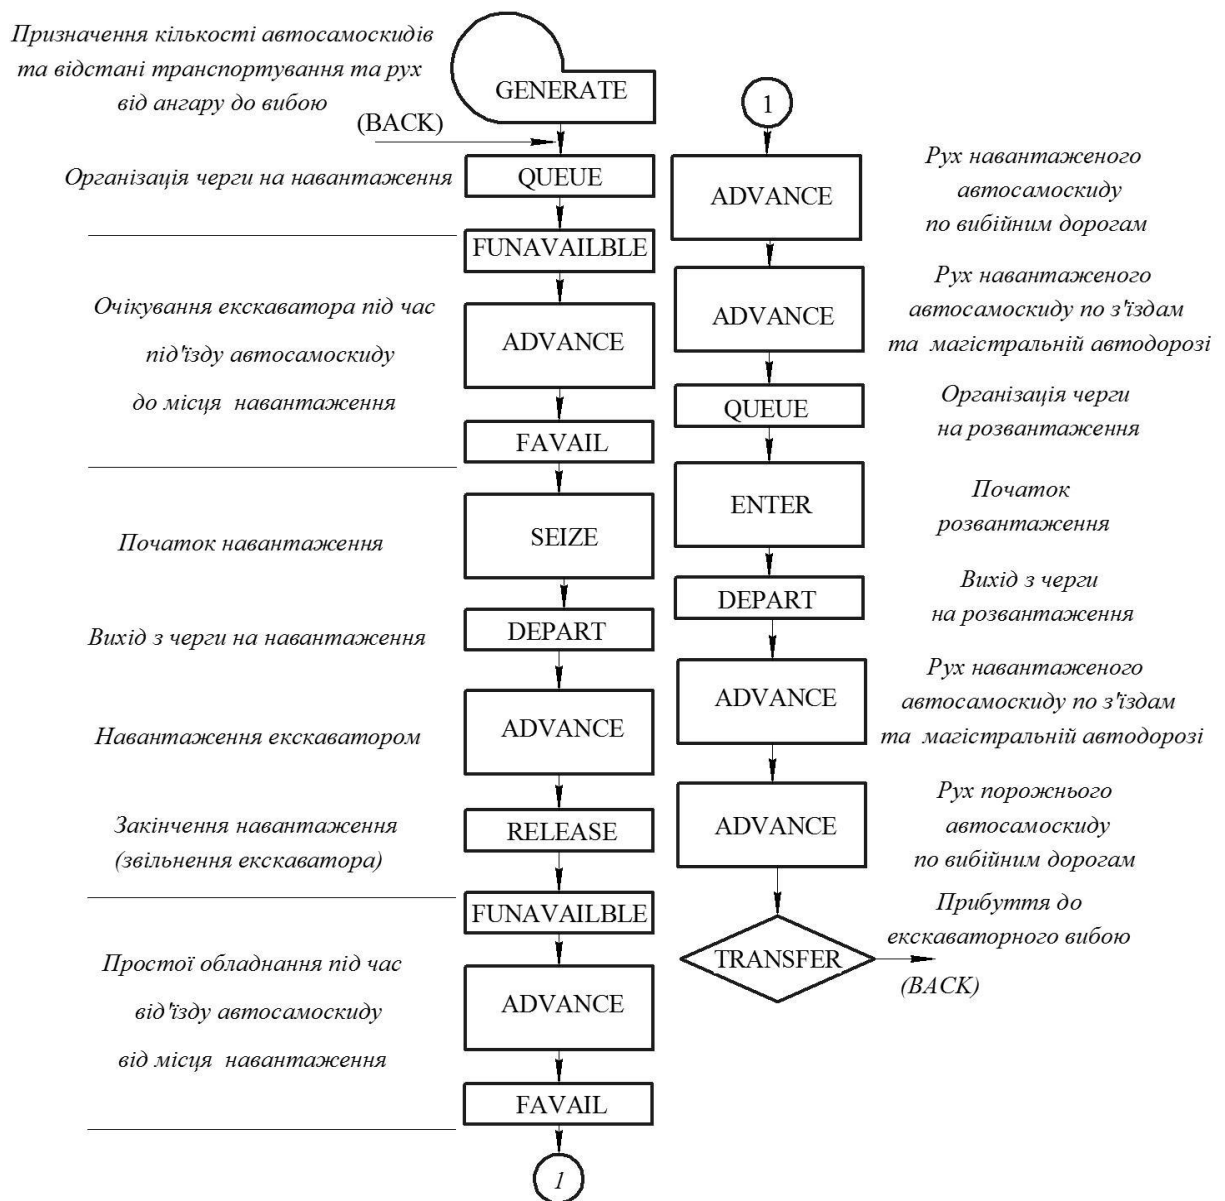 Призначення кількості автосамоскидів
та відстані транспортування та рух
від ангару до вибою
GENERATE
(BACK)
Організація черги на навантаження
QUEUE
FUNAVAILBLE
Очікування екскаватора під час
під'їзду автосамоскиду
до місця навантаження
ADVANCE
FAVAIL
Початок навантаження
SEIZE
Вихід з черги на навантаження
DEPART
Навантаження екскаватором
ADVANCE
Закінчення навантаження
(звільнення екскаватора)
RELEASE
FUNAVAILBLE
Простої обладнання під час
від'їзду автосамоскиду
від місця навантаження
ADVANCE
FAVAIL
1
1
ADVANCE
Рух навантаженого
автосамоскиду
по вибійним дорогам
ADVANCE
Рух навантаженого
автосамоскиду по з'їздам
та магістральній автодорозі
QUEUE
Організація черги
на розвантаження
ENTER
Початок
розвантаження
DEPART
Вихід з черги
на розвантаження
ADVANCE
Рух навантаженого
автосамоскиду по з'їздам
та магістральній автодорозі
ADVANCE
Рух порожнього
автосамоскиду
по вибійним дорогам
TRANSFER
Прибуття до
екскаваторного вибою
(BACK)